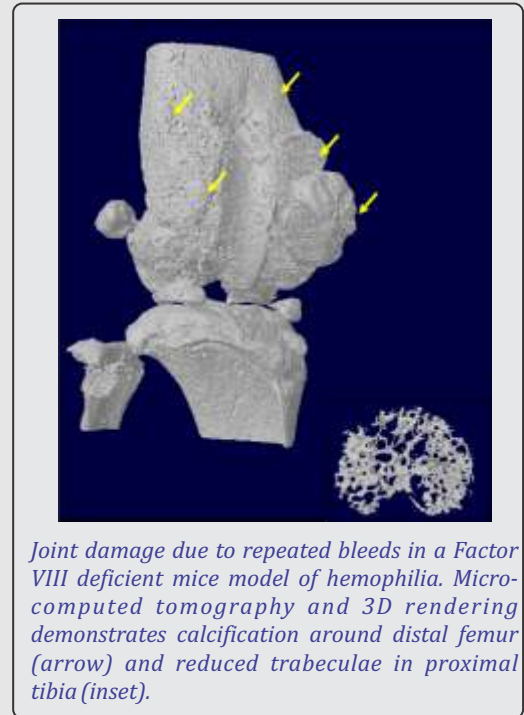 Joint damage due to repeated bleeds in a Factor
VIII deficient mice model of hemophilia. Micro-
computed tomography and 3D rendering
demonstrates calcification around distal femur
(arrow) and reduced trabeculae in proximal
tibia (inset).